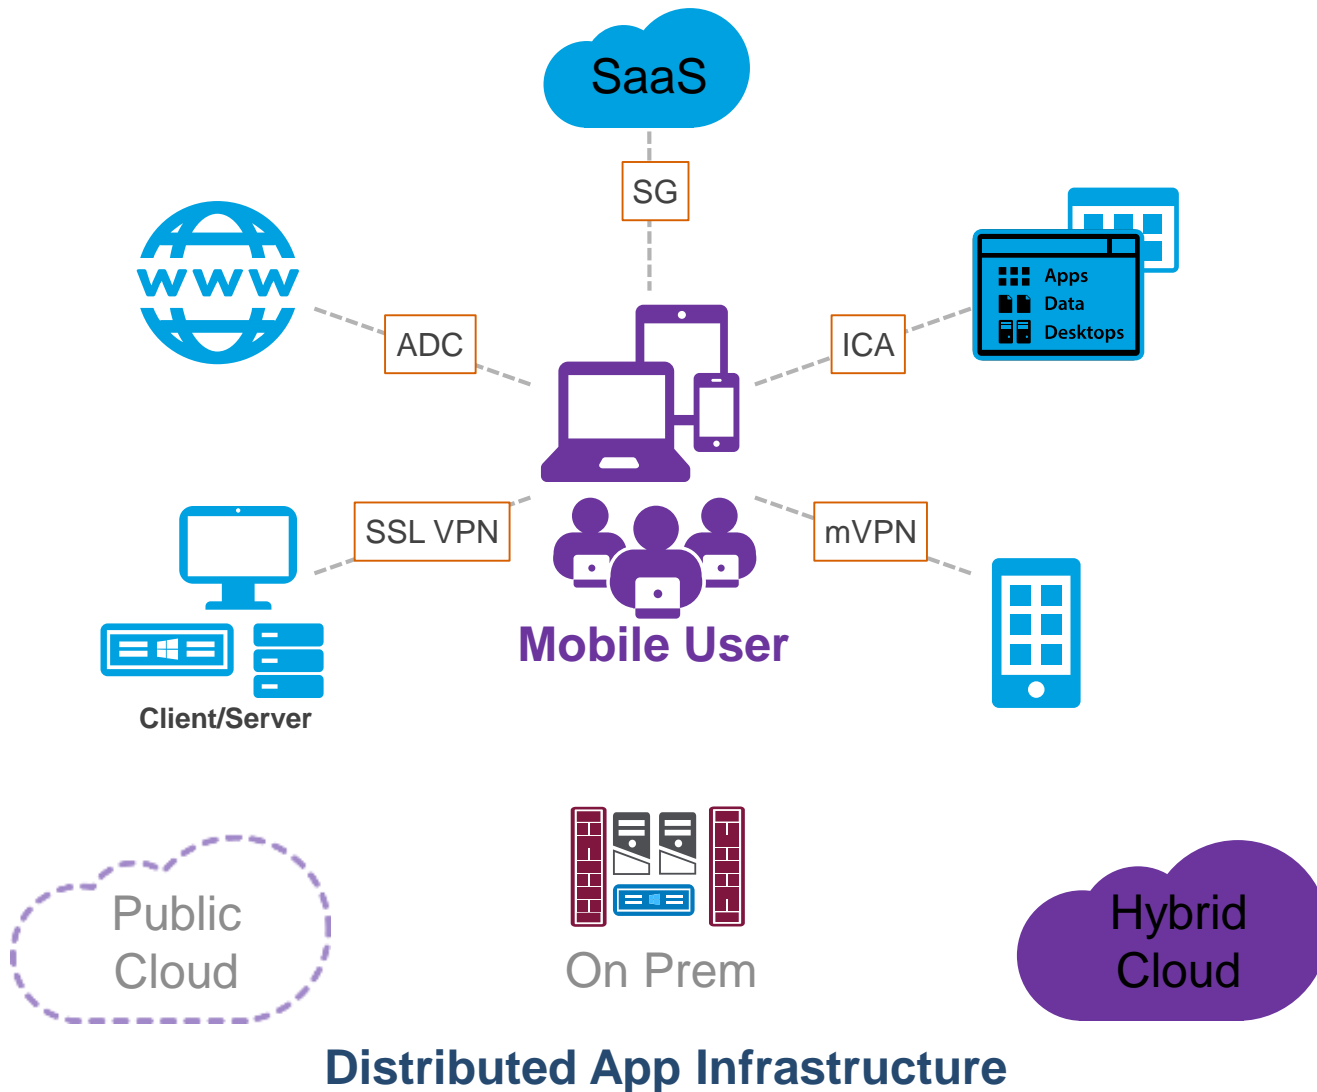 SaaS
SG
WWW
ADC
ICA
Apps
Data
Desktops
SSL VPN
mVPN
Mobile User
Client/Server
Public
Cloud
On Prem
Hybrid
Cloud
Distributed App Infrastructure